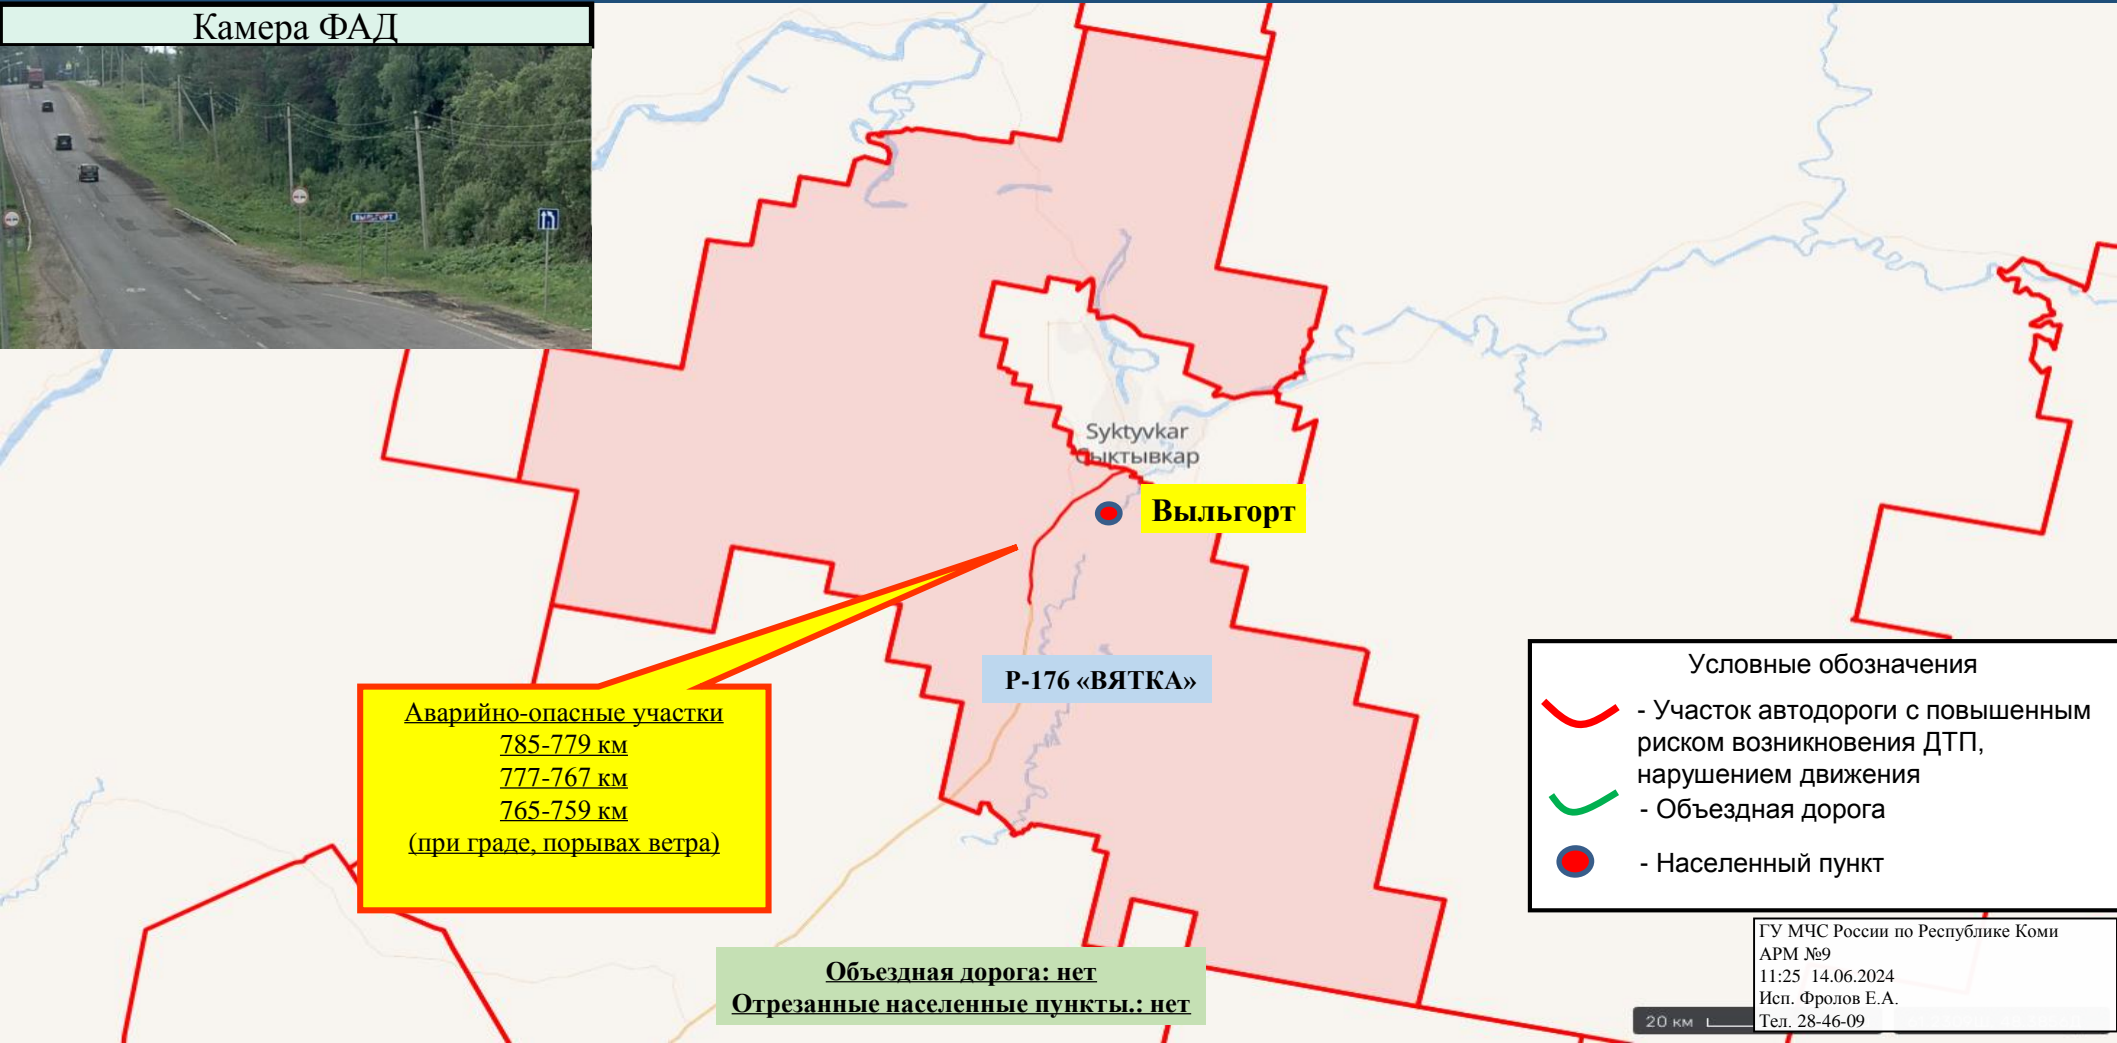 Камера ФАД
ВЫЛЬГОРТ
Syktyvkar
Сыктывкар
Выльгорт
Р-176 «ВЯТКА»
Аварийно-опасные участки
785-779 км
777-767 км
765-759 км
(при граде, порывах ветра)
Объездная дорога: нет
Отрезанные населенные пункты.: нет
Условные обозначения
- Участок автодороги с повышенным
риском возникновения ДТП,
нарушением движения
- Объездная дорога
- Населенный пункт
ГУ МЧС России по Республике Коми
АРМ №9
11:25 14.06.2024
Исп. Фролов Е.А.
Тел. 28-46-09
20 км